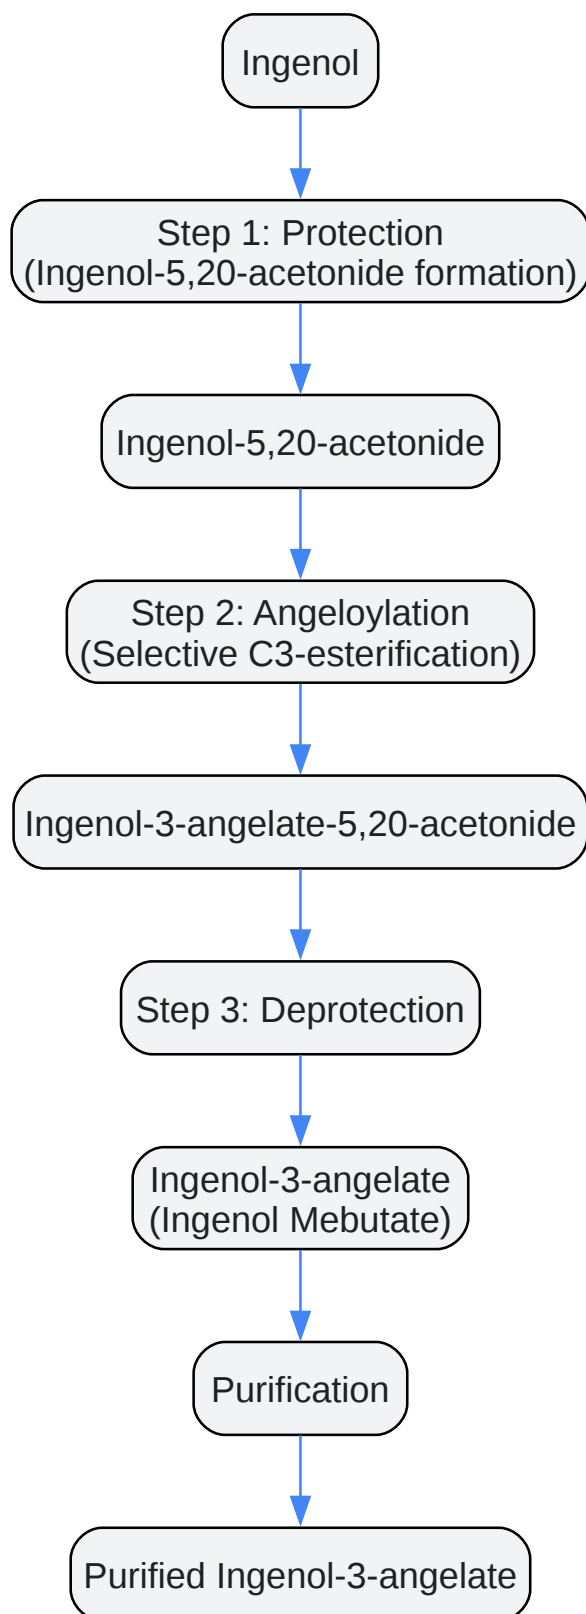 Ingenol
Step 1: Protection
(Ingenol-5,20-acetonide formation)
Ingenol-5,20-acetonide
Step 2: Angeloylation
(Selective C3-esterification)
Ingenol-3-angelate-5,20-acetonide
Step 3: Deprotection
Ingenol-3-angelate
(Ingenol Mebutate)
Purification
Purified Ingenol-3-angelate